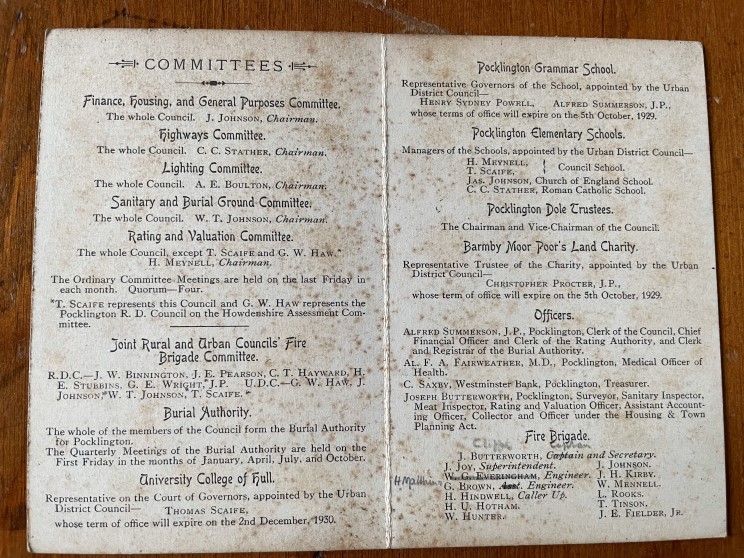 COMMITTEES
Finance, Housing, and General Purposes Committee.
The whole Council. J. JOHNSON, Chairman.
Highways Committee.
The whole Council. C. C. STATHER, Chairman.
Lighting Committee.
The whole Council. A. E. BOULTON, Chairman.
Sanitary and Burial Ground Committee.
The whole Council. W. T. JOHNSON, Chairman.
Rating and Valuation Committee.
The whole Council, except T. SCAIFE and G. W. HAW.*
H. MEYNELL, Chairman.
The Ordinary Committee Meetings are held on the last Friday in
each month. Quorum—Four.
*T. SCAIFE represents this Council and G. W. HAW represents the
Pocklington R. D. Council on the Howdenshire Assessment Com-
mittee.
Joint Rural and Urban Councils' Fire
Brigade Committee.
R.D.C.—J. W. BINNINGTON, J. E. PEARSON, C. T. HAYWARD, H.
E. STUBBINS, G. E. WRIGHT, J.P. U.D.C.—G. W. HAW, J.
JOHNSON, W. T. JOHNSON, T. SCAIFE.
Burial Authority.
The whole of the members of the Council form the Burial Authority
for Pocklington.
The Quarterly Meetings of the Burial Authority are held on the
First Friday in the months of January, April, July, and October.
University College of Hull.
Representative on the Court of Governors, appointed by the Urban
District Council—
THOMAS SCAIFE,
whose term of office will expire on the 2nd December, 1930.
Pocklington Grammar School.
Representative Governors of the School, appointed by the Urban
District Council—
HENRY SYDNEY POWELL, ALFRED SUMMERSON, J.P.,
whose terms of office will expire on the 5th October, 1929.
Pocklington Elementary Schools.
Managers of the Schools, appointed by the Urban District Council—
H. MEYNELL,
T. SCAIFE, } Council School.
JAS. JOHNSON, Church of England School.
C. C. STATHER, Roman Catholic School.
Pocklington Dole Trustees.
The Chairman and Vice-Chairman of the Council.
Barmby Moor Poor's Land Charity.
Representative Trustee of the Charity, appointed by the Urban
District Council—
CHRISTOPHER PROCTER, J.P.,
whose term of office will expire on the 5th October, 1929.
Officers.
ALFRED SUMMERSON, J.P., Pocklington, Clerk of the Council, Chief
Financial Officer and Clerk of the Rating Authority, and Clerk
and Registrar of the Burial Authority.
AL. F. A. FAIRWEATHER, M.D., Pocklington, Medical Officer of
Health.
C. SAXBY, Westminster Bank, Pocklington, Treasurer.
JOSEPH BUTTERWORTH, Pocklington, Surveyor, Sanitary Inspector,
Meat Inspector, Rating and Valuation Officer, Assistant Account-
ing Officer, Collector and Officer under the Housing & Town
Planning Act.
Fire Brigade.
J. BUTTERWORTH, Captain and Secretary.
J. JOY, Superintendent.
W. G. EVERINGHAM, Engineer.
G. BROWN, Asst. Engineer.
H. HINDWELL, Caller Up.
H. U. HOTHAM.
W. HUNTER.
J. JOHNSON.
J. H. KIRBY.
W. MENNELL.
L. ROOKS.
T. TINSON.
J. E. FIELDER, JR.